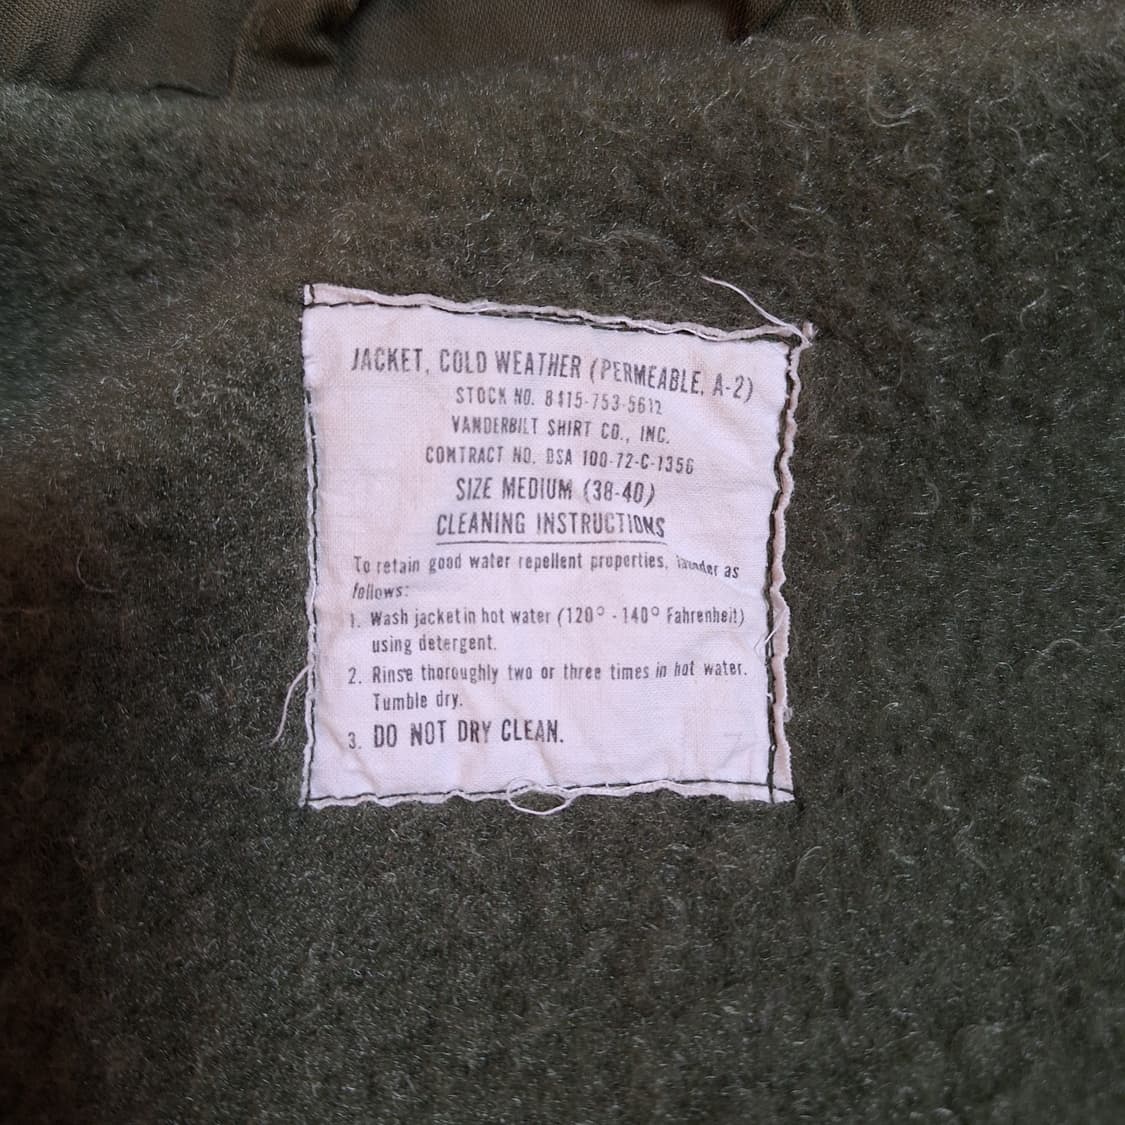 JACKET, COLD WEATHER (PERMEABLE, A-2)
STOCK NO. 8415-753-5612
VANDERBILT SHIRT CO., INC.
CONTRACT NO. DSA 100-72-C-1356
SIZE MEDIUM (38-40)
CLEANING INSTRUCTIONS
To retain good water repellent properties, launder as
follows:
1. Wash jacket in hot water (120° - 140° Fahrenheit)
using detergent.
2. Rinse thoroughly two or three times in hot water.
Tumble dry.
3. DO NOT DRY CLEAN.
7